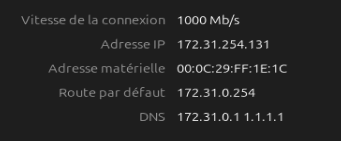 Vitesse de la connexion 1000 Mb/s
Adresse IP 172.31.254.131
Adresse matérielle 00:0C:29:FF:1E:1C
Route par défaut 172.31.0.254
DNS 172.31.0.1 1.1.1.1